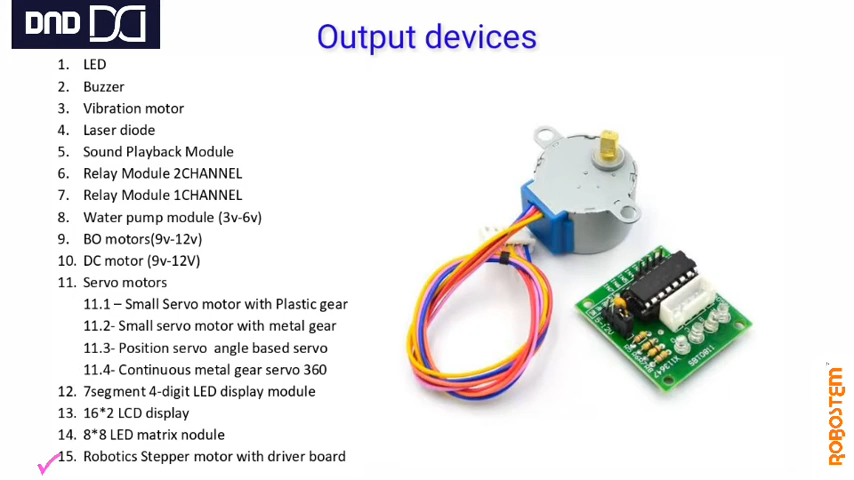 DND
Output devices
1. LED
2. Buzzer
3. Vibration motor
4. Laser diode
5. Sound Playback Module
6. Relay Module 2CHANNEL
7. Relay Module 1CHANNEL
8. Water pump module (3v-6v)
9. BO motors(9v-12v)
10. DC motor (9v-12V)
11. Servo motors
11.1 – Small Servo motor with Plastic gear
11.2- Small servo motor with metal gear
11.3- Position servo angle based servo
11.4- Continuous metal gear servo 360
12. 7segment 4-digit LED display module
13. 16*2 LCD display
14. 8*8 LED matrix nodule
15. Robotics Stepper motor with driver board
ROBOSTEM